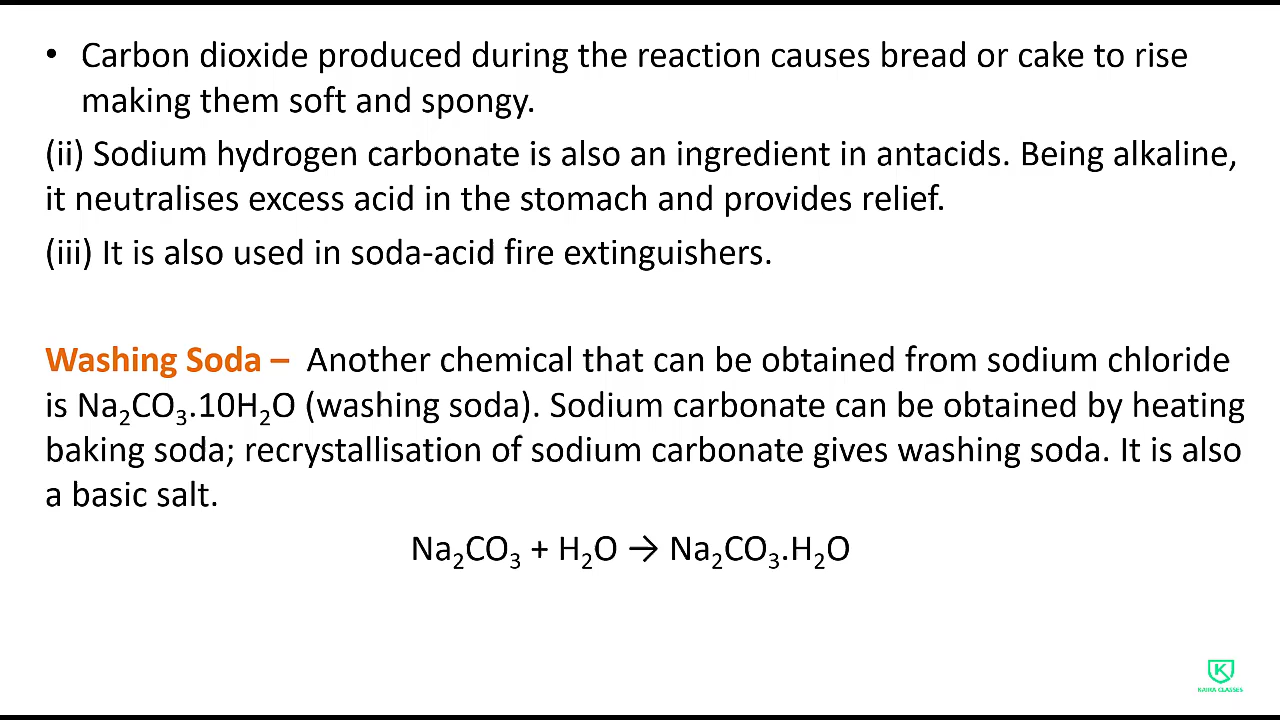 • Carbon dioxide produced during the reaction causes bread or cake to rise
making them soft and spongy.
(ii) Sodium hydrogen carbonate is also an ingredient in antacids. Being alkaline,
it neutralises excess acid in the stomach and provides relief.
(iii) It is also used in soda-acid fire extinguishers.
Washing Soda – Another chemical that can be obtained from sodium chloride
is Na₂CO₃.10H₂O (washing soda). Sodium carbonate can be obtained by heating
baking soda; recrystallisation of sodium carbonate gives washing soda. It is also
a basic salt.
Na₂CO₃ + H₂O → Na₂CO₃.H₂O
K